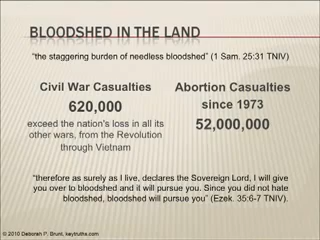 BLOODSHED IN THE LAND
“the staggering burden of needless bloodshed” (1 Sam. 25:31 TNIV)
Civil War Casualties
620,000
exceed the nation's loss in all its
other wars, from the Revolution
through Vietnam
Abortion Casualties
since 1973
52,000,000
“therefore as surely as I live, declares the Sovereign Lord, I will give
you over to bloodshed and it will pursue you. Since you did not hate
bloodshed, bloodshed will pursue you” (Ezek. 35:6-7 TNIV).
© 2010 Deborah P. Brunt, keytruths.com